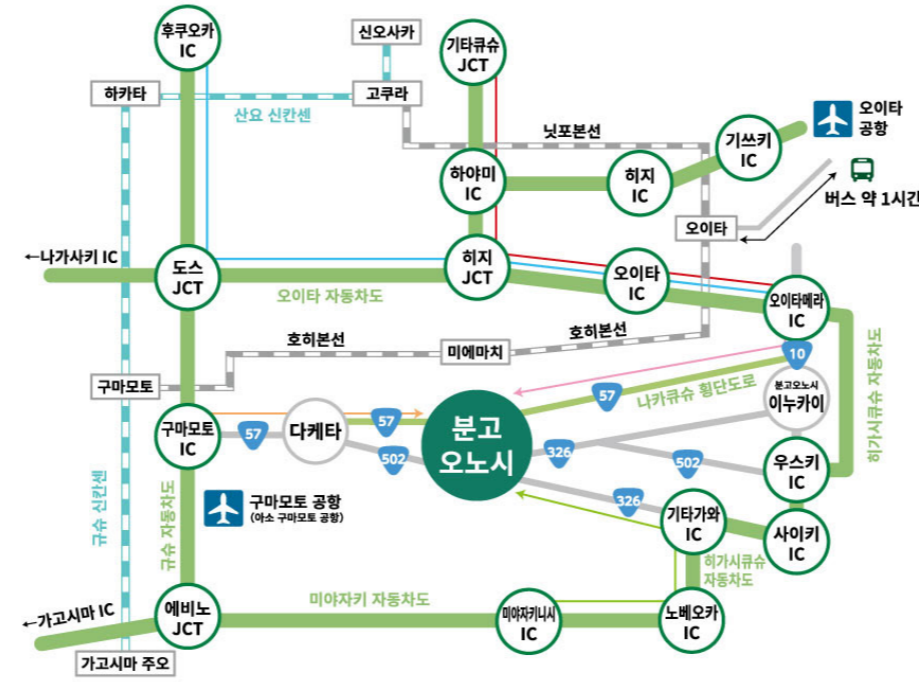 후쿠오카
IC
신오사카
기타큐슈
JCT
하카타
고쿠라
산요 신칸센
닛포본선
기쓰키
IC
오이타
공항
버스 약 1시간
하야미
IC
히지
IC
오이타
←나가사키 IC
도스
JCT
히지
JCT
오이타
IC
오이타메라
IC
오이타 자동차도
호히본선
호히본선
미에마치
10
히가시큐슈 자동차도
구마모토
57
나카큐슈 횡단도로
분고오노시
이누카이
구마모토
IC
57
다케타
57
502
분고
오노시
326
502
우스키
IC
326
규슈 신칸센
규슈 자동차도
구마모토 공항
(아소 구마모토 공항)
기타가와
IC
사이키
IC
히가시큐슈
자동차도
←가고시마 IC
에비노
JCT
미야자키 자동차도
미야자키니시
IC
노베오카
IC
가고시마 주오